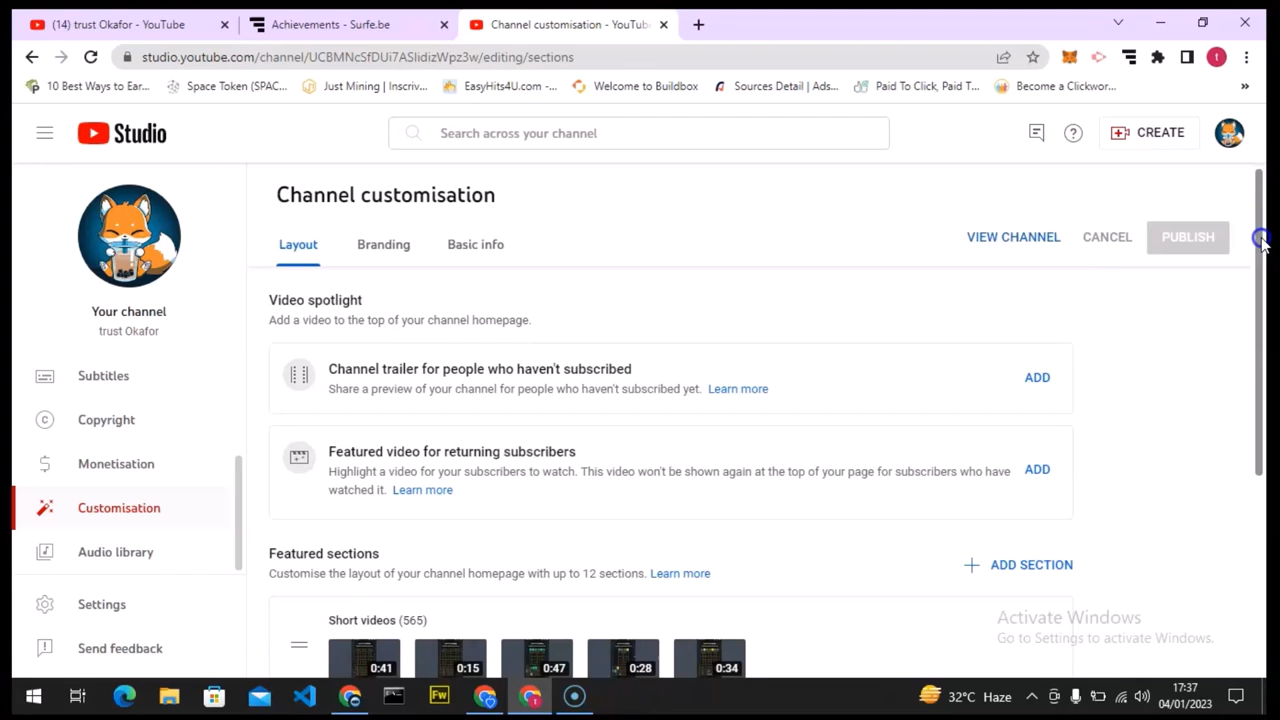 (14) trust Okafor - YouTube
Achievements - Surfe.be
Channel customisation - YouTube
studio.youtube.com/channel/UCBMNcSfDUi7ASlidizWpz3w/editing/sections
t
10 Best Ways to Ear...
Space Token (SPAC...
Just Mining | Inscriv...
EasyHits4U.com -...
Welcome to Buildbox
Sources Detail | Ads...
Paid To Click, Paid T...
Become a Clickwor...
»
Studio
Search across your channel
CREATE
Your channel
trust Okafor
Subtitles
Copyright
Monetisation
Customisation
Audio library
Settings
Send feedback
Channel customisation
Layout
Branding
Basic info
VIEW CHANNEL
CANCEL
PUBLISH
Video spotlight
Add a video to the top of your channel homepage.
Channel trailer for people who haven't subscribed
Share a preview of your channel for people who haven't subscribed yet. Learn more
ADD
Featured video for returning subscribers
Highlight a video for your subscribers to watch. This video won't be shown again at the top of your page for subscribers who have
watched it. Learn more
ADD
Featured sections
Customise the layout of your channel homepage with up to 12 sections. Learn more
ADD SECTION
Short videos (565)
0:41
0:15
0:47
0:28
0:34
Activate Windows
Go to Settings to activate Windows.
Fw
32°C Haze
17:37
04/01/2023